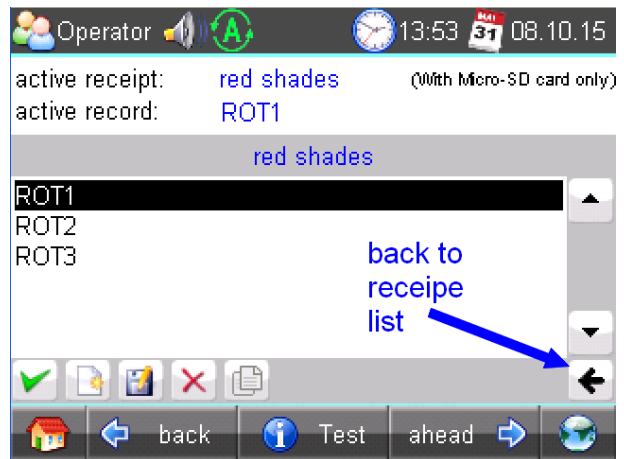 Operator (A) 13:53 31 08.10.15
active receipt: red shades (With Micro-SD card only)
active record: ROT1
red shades
ROT1
ROT2
ROT3
back to
receipe
list
back i Test ahead